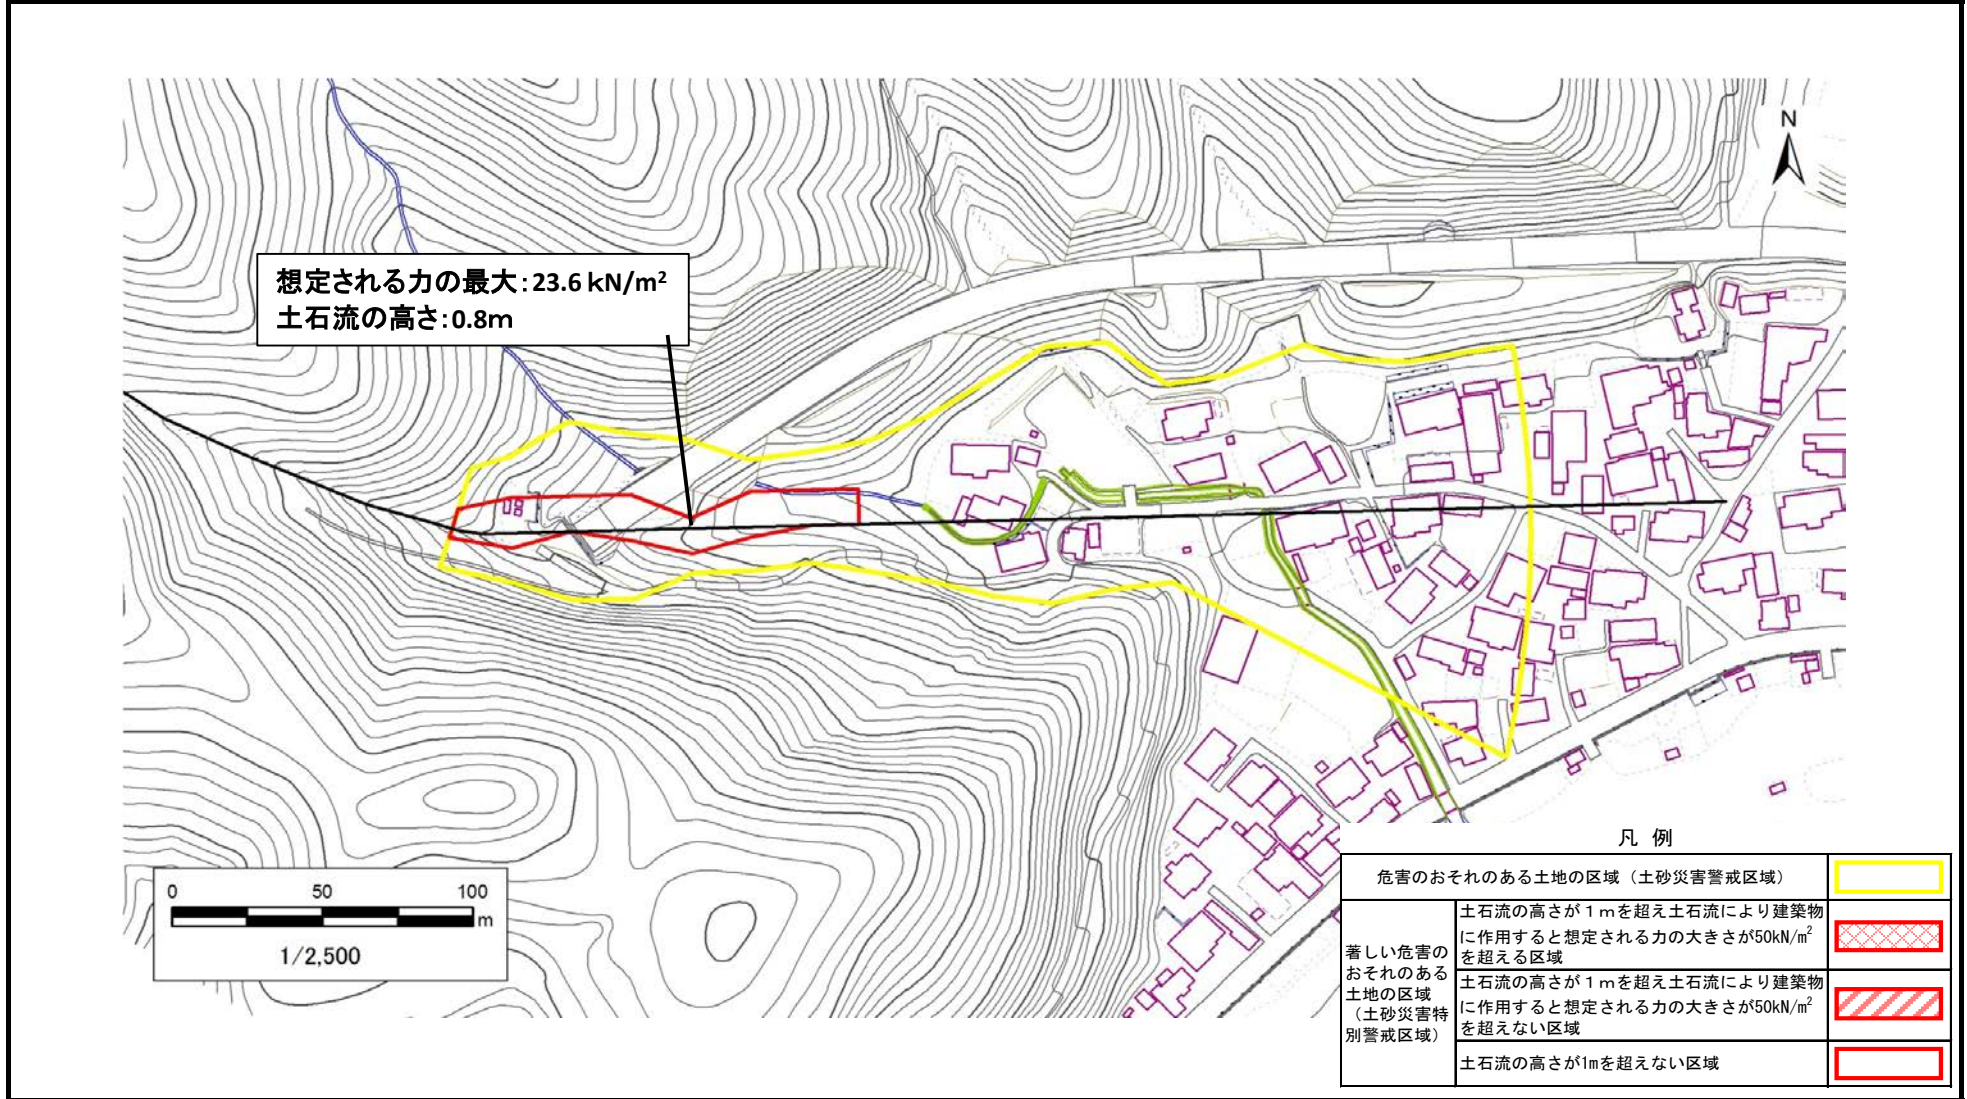 N
想定される力の最大:23.6 kN/m²
土石流の高さ:0.8m
0 50 100
m
1/2,500
凡 例
危害のおそれのある土地の区域（土砂災害警戒区域）
著しい危害の
おそれのある
土地の区域
（土砂災害特
別警戒区域）
土石流の高さが１ｍを超え土石流により建築物
に作用すると想定される力の大きさが50kN/m²
を超える区域
土石流の高さが１ｍを超え土石流により建築物
に作用すると想定される力の大きさが50kN/m²
を超えない区域
土石流の高さが1mを超えない区域